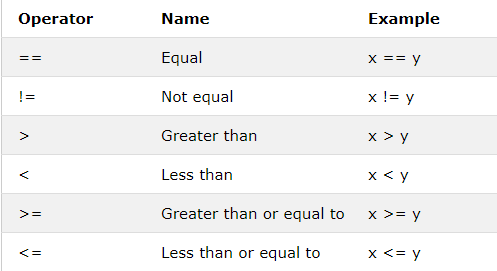 Operator Name Example
== Equal x == y
!= Not equal x != y
> Greater than x > y
< Less than x < y
>= Greater than or equal to x >= y
<= Less than or equal to x <= y